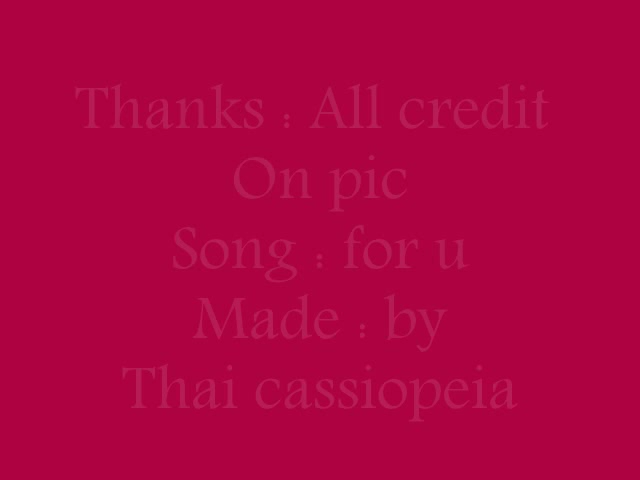 Thanks : All credit
On pic
Song : for u
Made : by
Thai cassiopeia